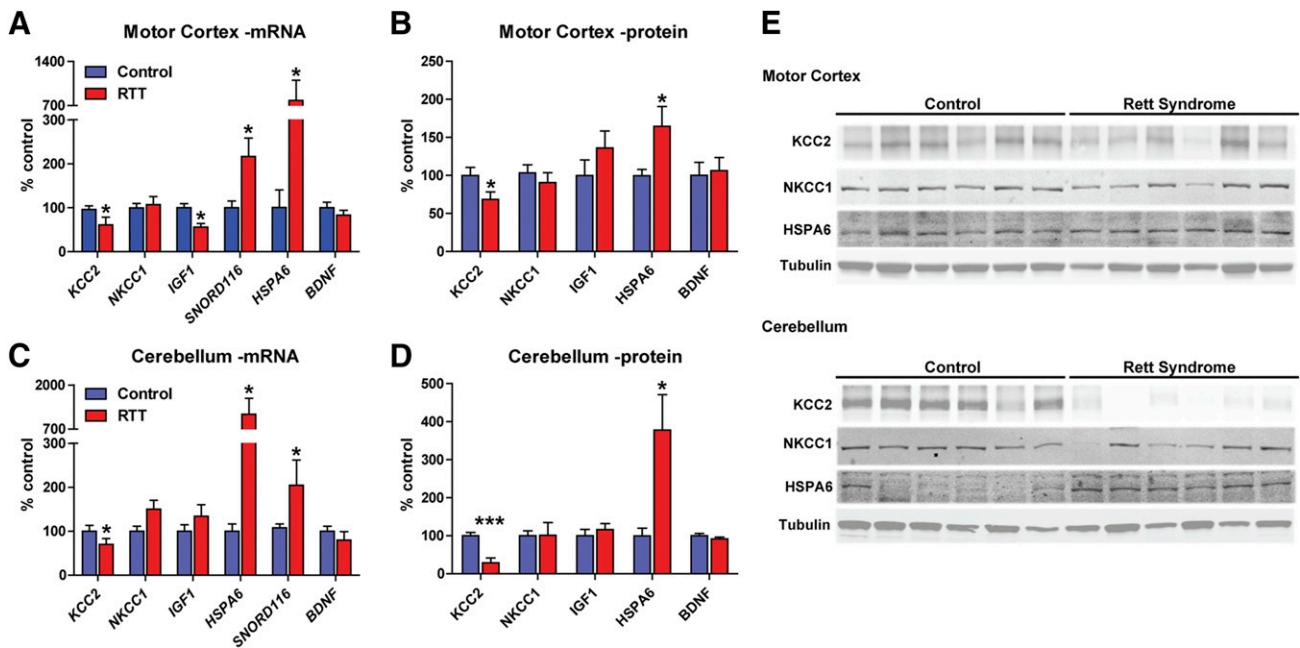 A
Motor Cortex -mRNA
% control
1400
700
300
200
100
0
Control
RTT
*
*
*
*
KCC2
NKCC1
IGF1
SNORD116
HSPA6
BDNF
B
Motor Cortex -protein
% control
250
200
150
100
50
0
*
*
KCC2
NKCC1
IGF1
HSPA6
BDNF
C
Cerebellum -mRNA
% control
2000
700
300
200
100
0
Control
RTT
*
*
*
KCC2
NKCC1
IGF1
HSPA6
SNORD116
BDNF
D
Cerebellum -protein
% control
500
400
300
200
100
0
***
*
KCC2
NKCC1
IGF1
HSPA6
BDNF
E
Motor Cortex
Control Rett Syndrome
KCC2
NKCC1
HSPA6
Tubulin
Cerebellum
Control Rett Syndrome
KCC2
NKCC1
HSPA6
Tubulin